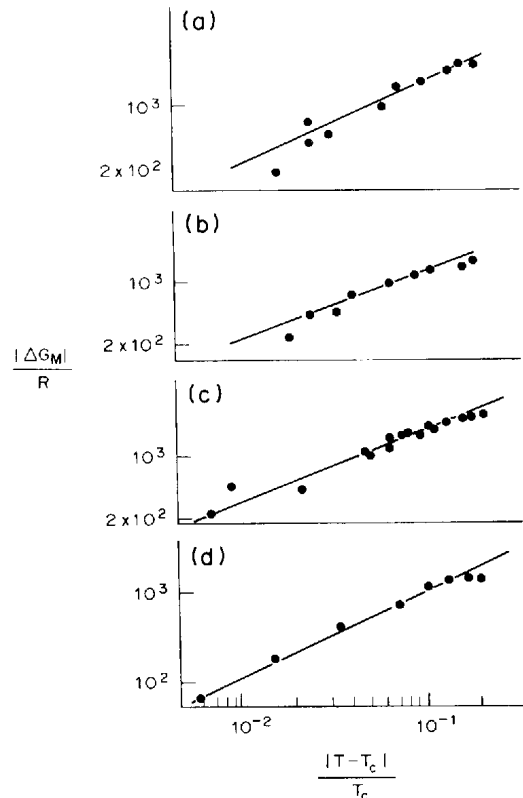 (a)
10³
2 x 10²
(b)
10³
2 x 10²
|ΔG_M|
R
(c)
10³
2 x 10²
(d)
10³
10²
10⁻² 10⁻¹
|T-T_c|
T_c